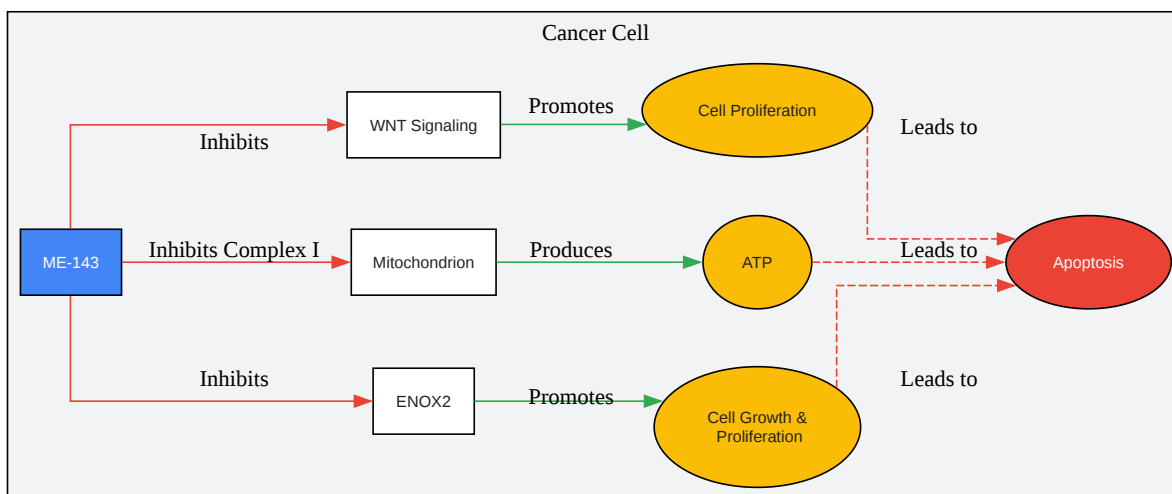 Cancer Cell
Promotes
Cell Proliferation
WNT Signaling
Leads to
Inhibits
ME-143
Inhibits Complex I
Mitochondrion
Produces
ATP
Leads to
Apoptosis
Inhibits
ENOX2
Promotes
Cell Growth &
Proliferation
Leads to